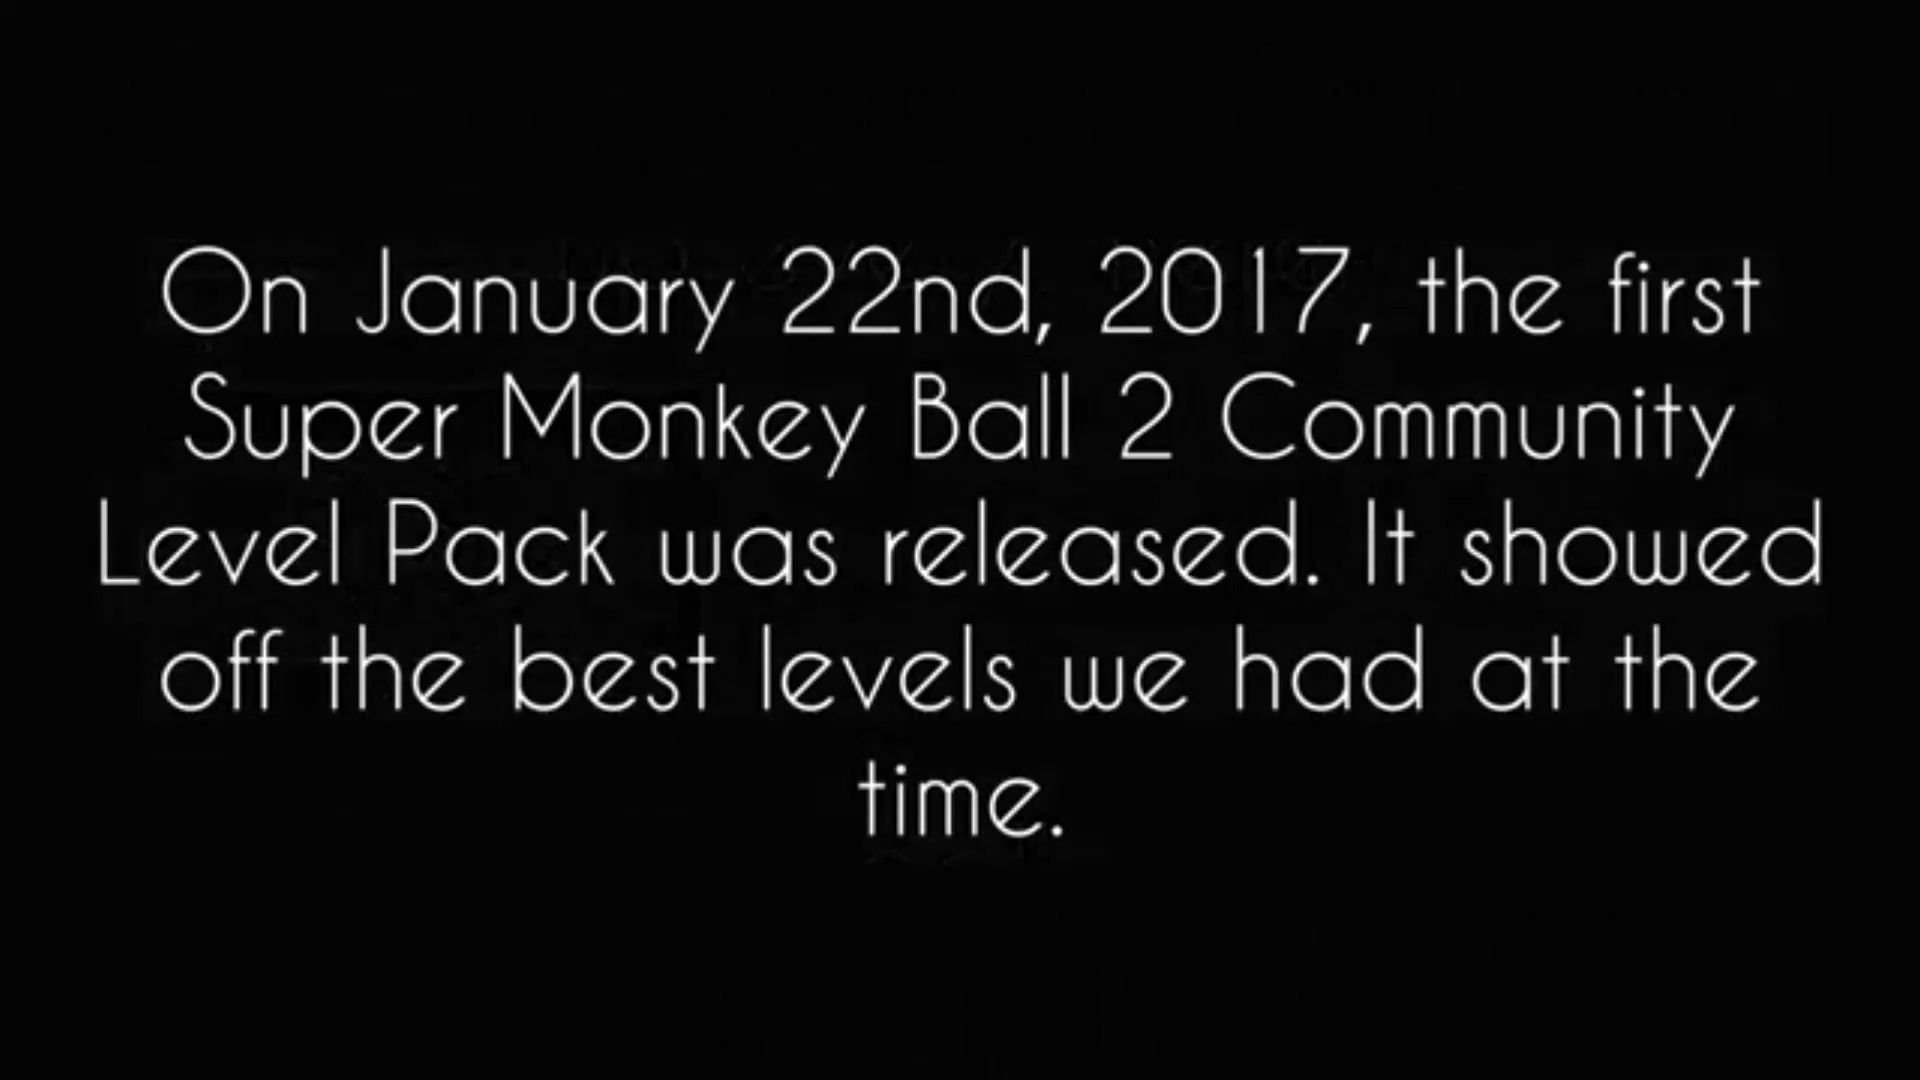 On January 22nd, 2017, the first
Super Monkey Ball 2 Community
Level Pack was released. It showed
off the best levels we had at the
time.